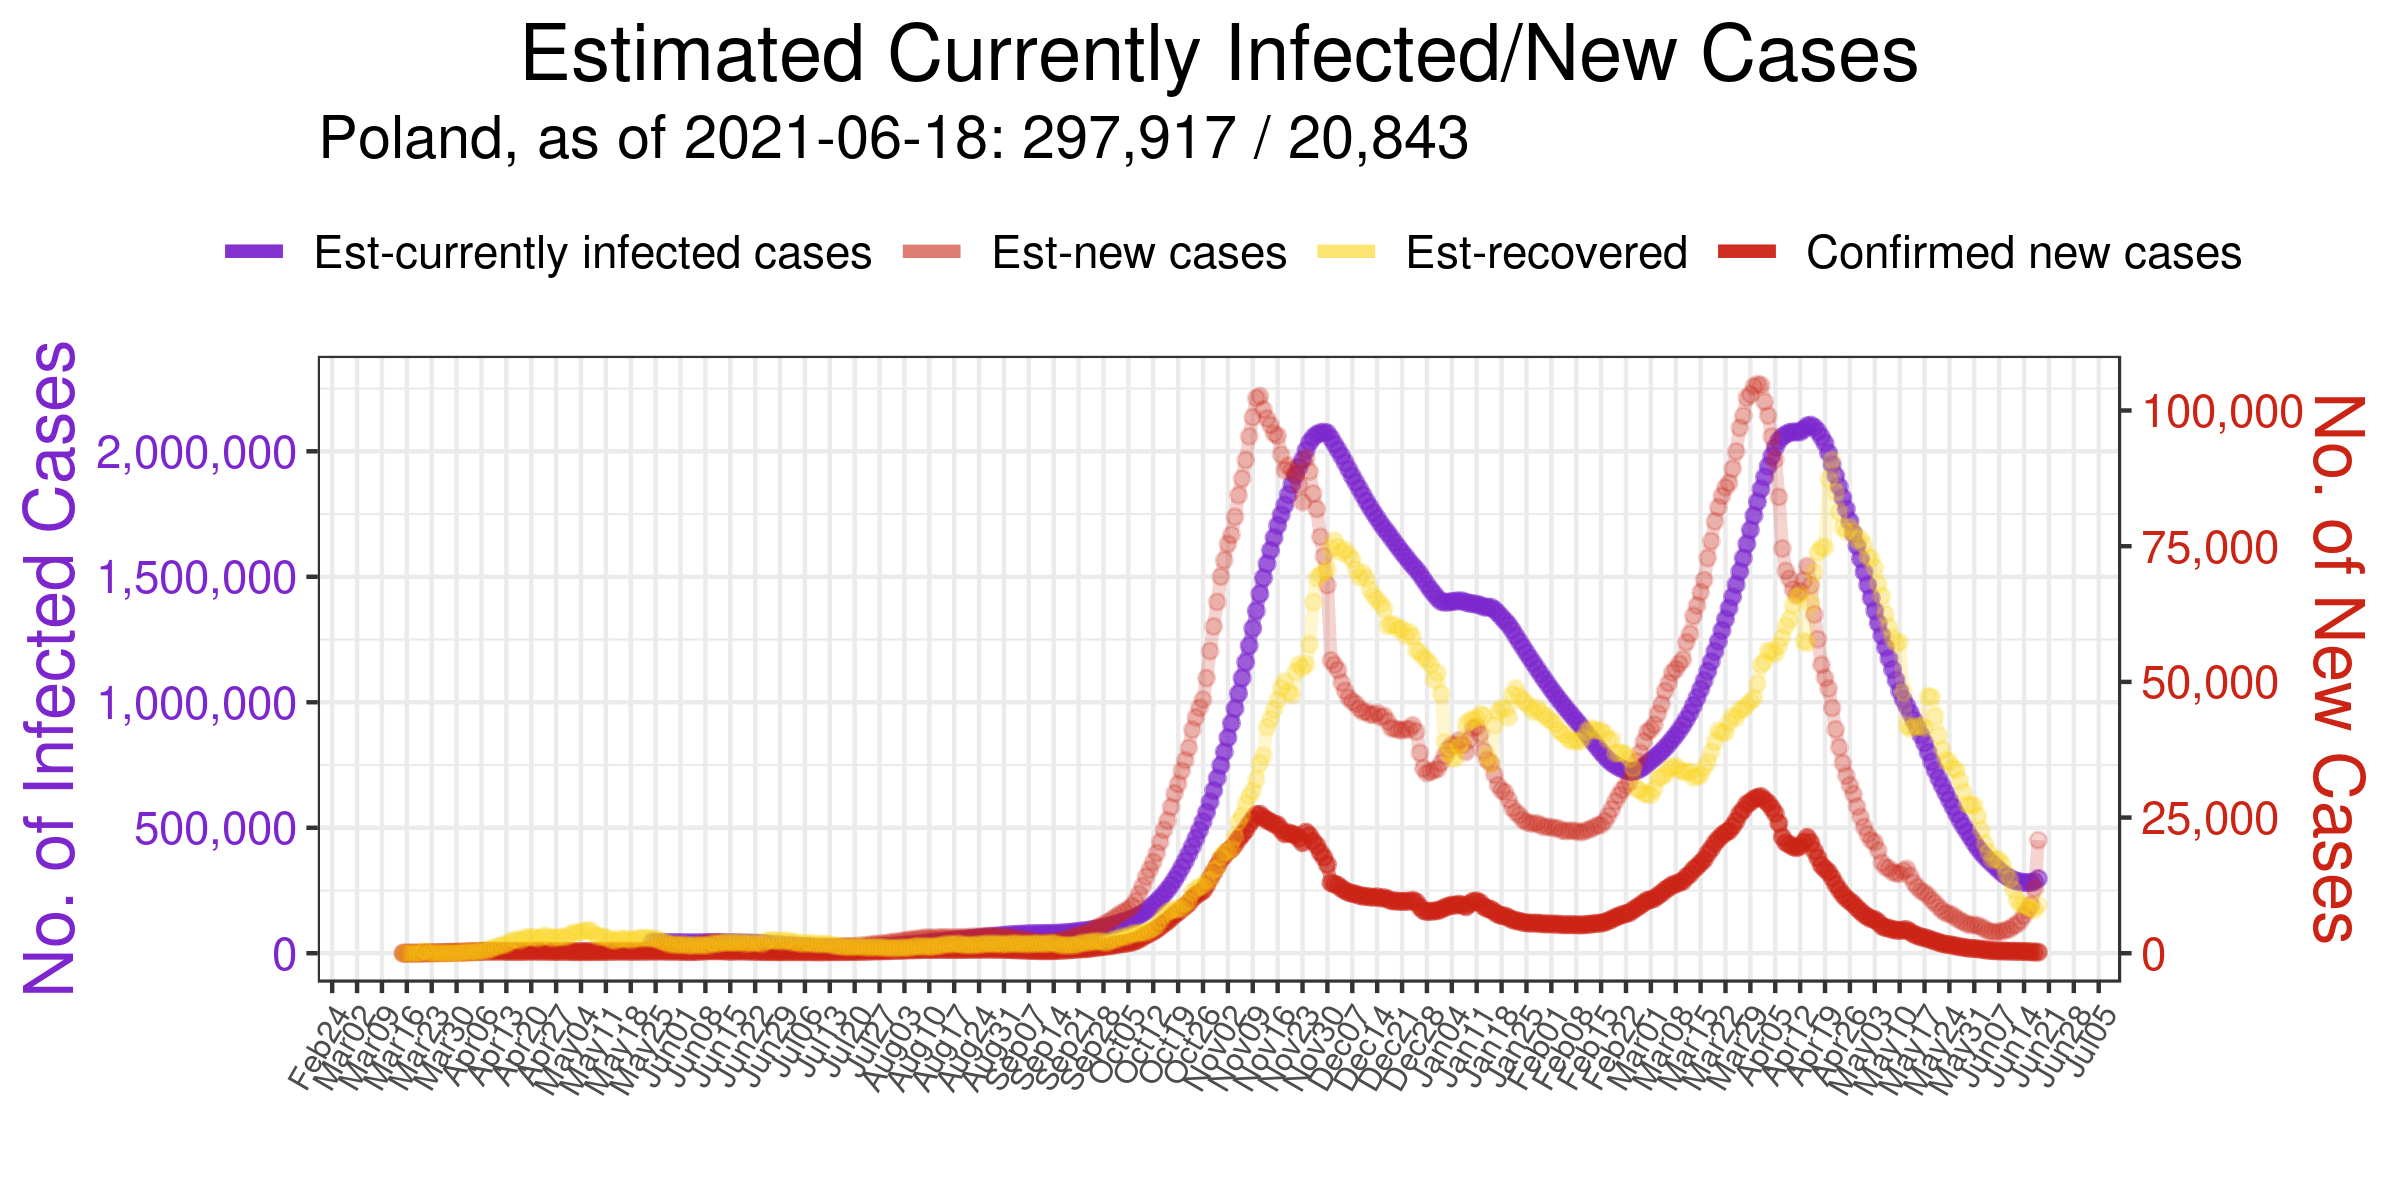 Estimated Currently Infected/New Cases
Poland, as of 2021-06-18: 297,917 / 20,843
Est-currently infected cases Est-new cases Est-recovered Confirmed new cases
No. of Infected Cases
2,000,000
1,500,000
1,000,000
500,000
0
100,000
75,000
50,000
25,000
0
No. of New Cases
Feb24 Mar02 Mar09 Mar16 Mar23 Mar30 Apr06 Apr13 Apr20 Apr27 May04 May11 May18 May25 Jun01 Jun08 Jun15 Jun22 Jun29 Jul06 Jul13 Jul20 Jul27 Aug03 Aug10 Aug17 Aug24 Aug31 Sep07 Sep14 Sep21 Sep28 Oct05 Oct12 Oct19 Oct26 Nov02 Nov09 Nov16 Nov23 Nov30 Dec07 Dec14 Dec21 Dec28 Jan04 Jan11 Jan18 Jan25 Feb01 Feb08 Feb15 Feb22 Mar01 Mar08 Mar15 Mar22 Mar29 Apr05 Apr12 Apr19 Apr26 May03 May10 May17 May24 May31 Jun07 Jun14 Jun21 Jun28 Jul05